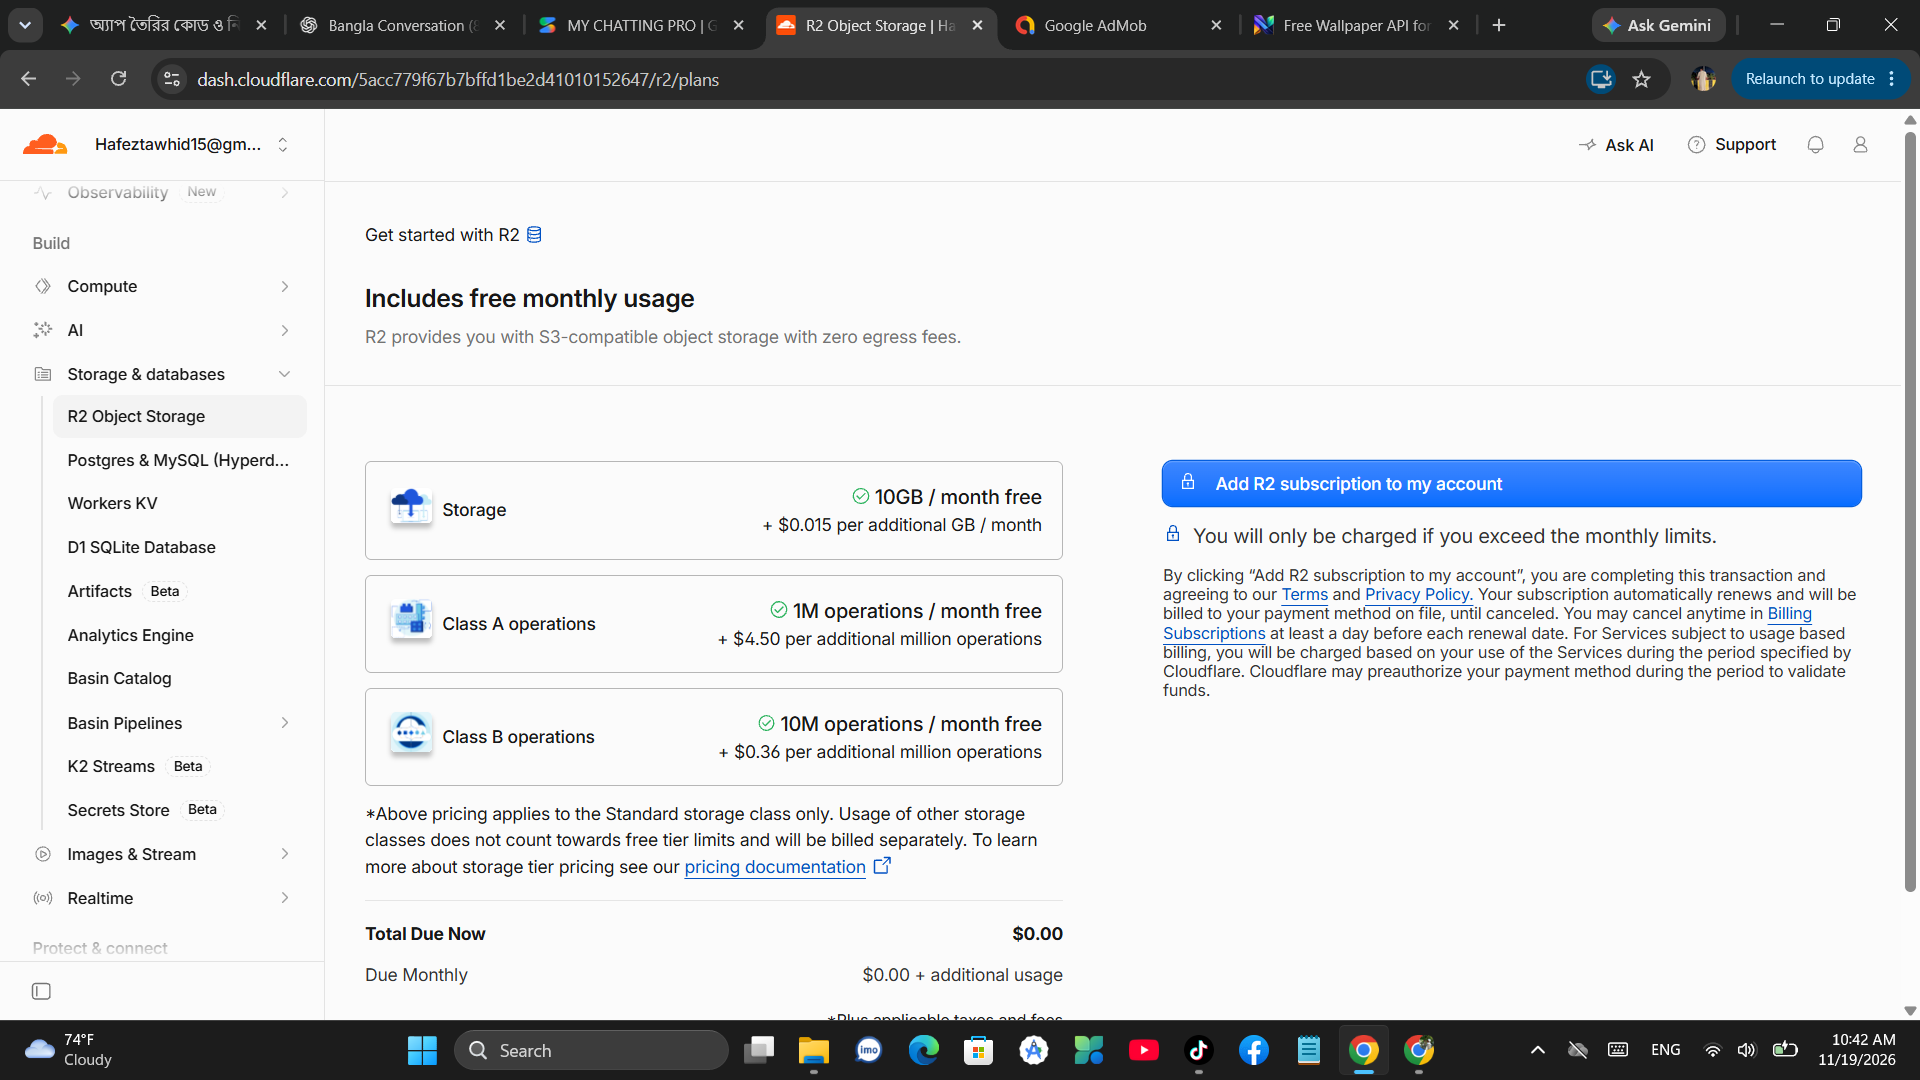 অ্যাপ তৈরির কোড ও নি
Bangla Conversation (8
MY CHATTING PRO | G
R2 Object Storage | Ha
Google AdMob
Free Wallpaper API for
Ask Gemini
dash.cloudflare.com/5acc779f67b7bffd1be2d41010152647/r2/plans
Relaunch to update
Hafeztawhid15@gm...
Ask AI
Support
Observability New
Build
Compute
AI
Storage & databases
R2 Object Storage
Postgres & MySQL (Hyperd...
Workers KV
D1 SQLite Database
Artifacts Beta
Analytics Engine
Basin Catalog
Basin Pipelines
K2 Streams Beta
Secrets Store Beta
Images & Stream
Realtime
Protect & connect
Get started with R2
Includes free monthly usage
R2 provides you with S3-compatible object storage with zero egress fees.
Storage
10GB / month free
+ $0.015 per additional GB / month
Class A operations
1M operations / month free
+ $4.50 per additional million operations
Class B operations
10M operations / month free
+ $0.36 per additional million operations
*Above pricing applies to the Standard storage class only. Usage of other storage
classes does not count towards free tier limits and will be billed separately. To learn
more about storage tier pricing see our pricing documentation
Total Due Now $0.00
Due Monthly $0.00 + additional usage
*Plus applicable taxes and fees
Add R2 subscription to my account
You will only be charged if you exceed the monthly limits.
By clicking “Add R2 subscription to my account”, you are completing this transaction and
agreeing to our Terms and Privacy Policy. Your subscription automatically renews and will be
billed to your payment method on file, until canceled. You may cancel anytime in Billing
Subscriptions at least a day before each renewal date. For Services subject to usage based
billing, you will be charged based on your use of the Services during the period specified by
Cloudflare. Cloudflare may preauthorize your payment method during the period to validate
funds.
74°F
Cloudy
Search
imo
ENG
10:42 AM
11/19/2026